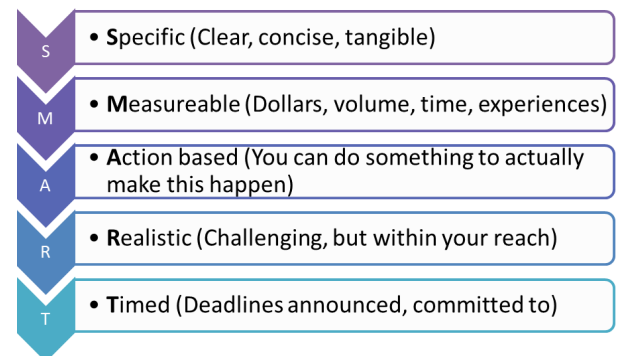 S
• Specific (Clear, concise, tangible)
M
• Measureable (Dollars, volume, time, experiences)
A
• Action based (You can do something to actually
make this happen)
R
• Realistic (Challenging, but within your reach)
T
• Timed (Deadlines announced, committed to)